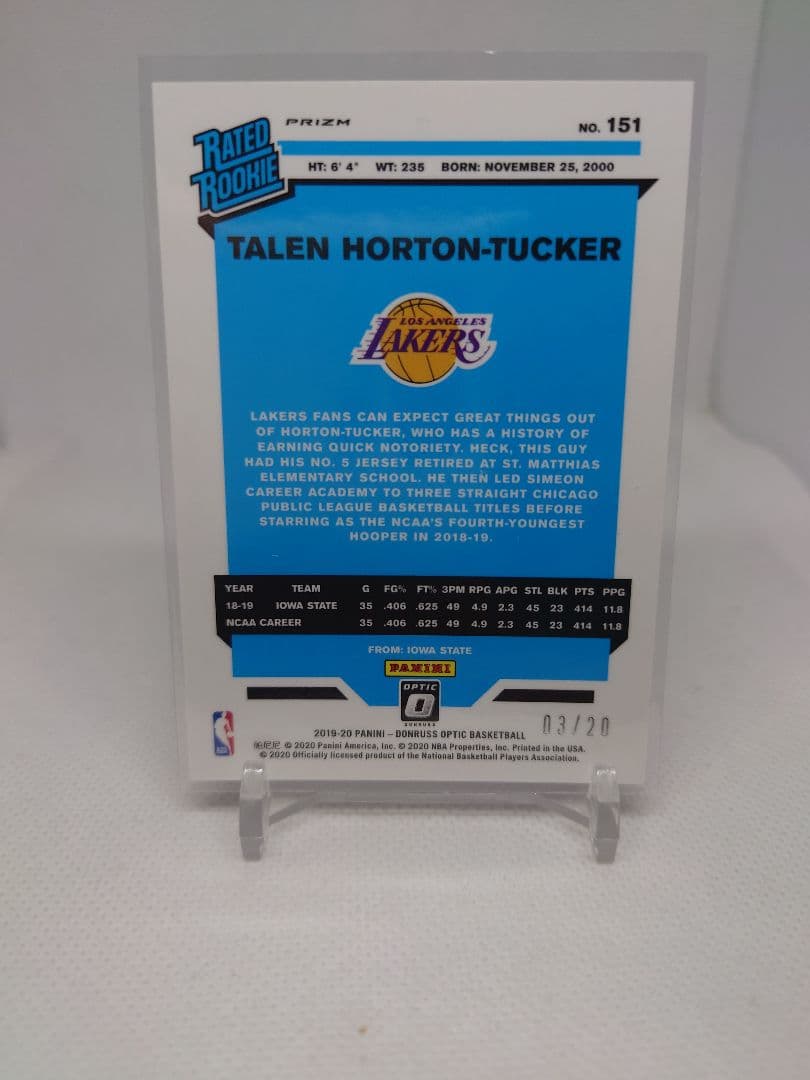 RATED
ROOKIE
PRIZM
NO. 151
HT: 6' 4" WT: 235 BORN: NOVEMBER 25, 2000
TALEN HORTON-TUCKER
LOS ANGELES
LAKERS
LAKERS FANS CAN EXPECT GREAT THINGS OUT
OF HORTON-TUCKER, WHO HAS A HISTORY OF
EARNING QUICK NOTORIETY. HECK, THIS GUY
HAD HIS NO. 5 JERSEY RETIRED AT ST. MATTHIAS
ELEMENTARY SCHOOL. HE THEN LED SIMEON
CAREER ACADEMY TO THREE STRAIGHT CHICAGO
PUBLIC LEAGUE BASKETBALL TITLES BEFORE
STARRING AS THE NCAA'S FOURTH-YOUNGEST
HOOPER IN 2018-19.
YEAR TEAM G FG% FT% 3PM RPG APG STL BLK PTS PPG
18-19 IOWA STATE 35 .406 .625 49 4.9 2.3 45 23 414 11.8
NCAA CAREER 35 .406 .625 49 4.9 2.3 45 23 414 11.8
FROM: IOWA STATE
PANINI
OPTIC
O
DONRUSS
03/20
2019-20 PANINI – DONRUSS OPTIC BASKETBALL
© 2020 Panini America, Inc. © 2020 NBA Properties, Inc. Printed in the USA.
© 2020 Officially licensed product of the National Basketball Players Association.